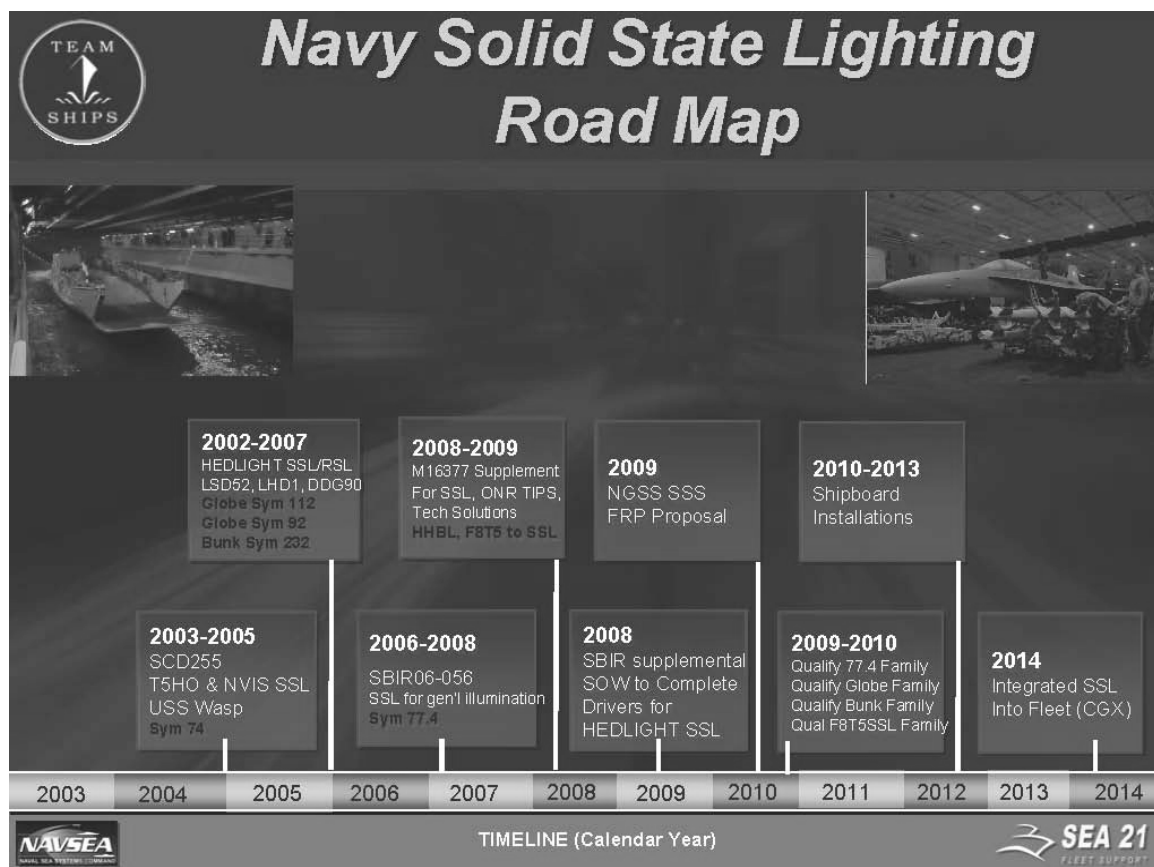 TEAM
SHIPS
Navy Solid State Lighting
Road Map
2002-2007
HEDLIGHT SSL/RSL
LSD52, LHD1, DDG90
Globe Sym 112
Globe Sym 92
Bunk Sym 232
2008-2009
M16377 Supplement
For SSL, ONR TIPS,
Tech Solutions
HHBL, F8T5 to SSL
2009
NGSS SSS
FRP Proposal
2010-2013
Shipboard
Installations
2003-2005
SCD255
T5HO & NVIS SSL
USS Wasp
Sym 74
2006-2008
SBIR06-056
SSL for gen'l illumination
Sym 77.4
2008
SBIR supplemental
SOW to Complete
Drivers for
HEDLIGHT SSL
2009-2010
Qualify 77.4 Family
Qualify Globe Family
Qualify Bunk Family
Qual F8T5SSL Family
2014
Integrated SSL
Into Fleet (CGX)
2003 2004 2005 2006 2007 2008 2009 2010 2011 2012 2013 2014
NAVSEA
NAVAL SEA SYSTEMS COMMAND
TIMELINE (Calendar Year)
SEA 21
FLEET SUPPORT